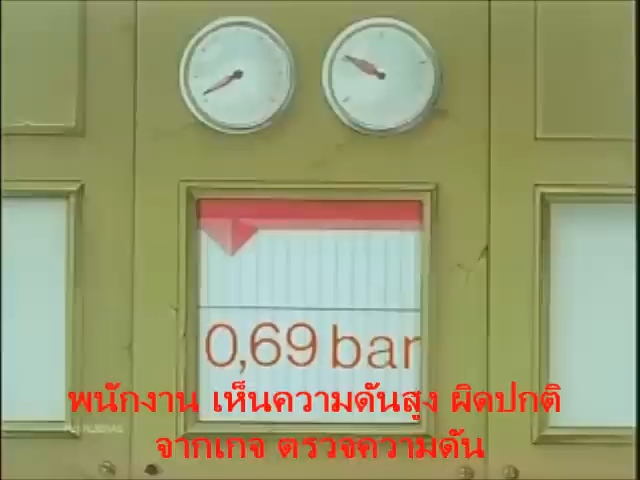 0,69 bar
พนักงาน เห็นความดันสูง ผิดปกติ
จากเกจ ตรวจความดัน